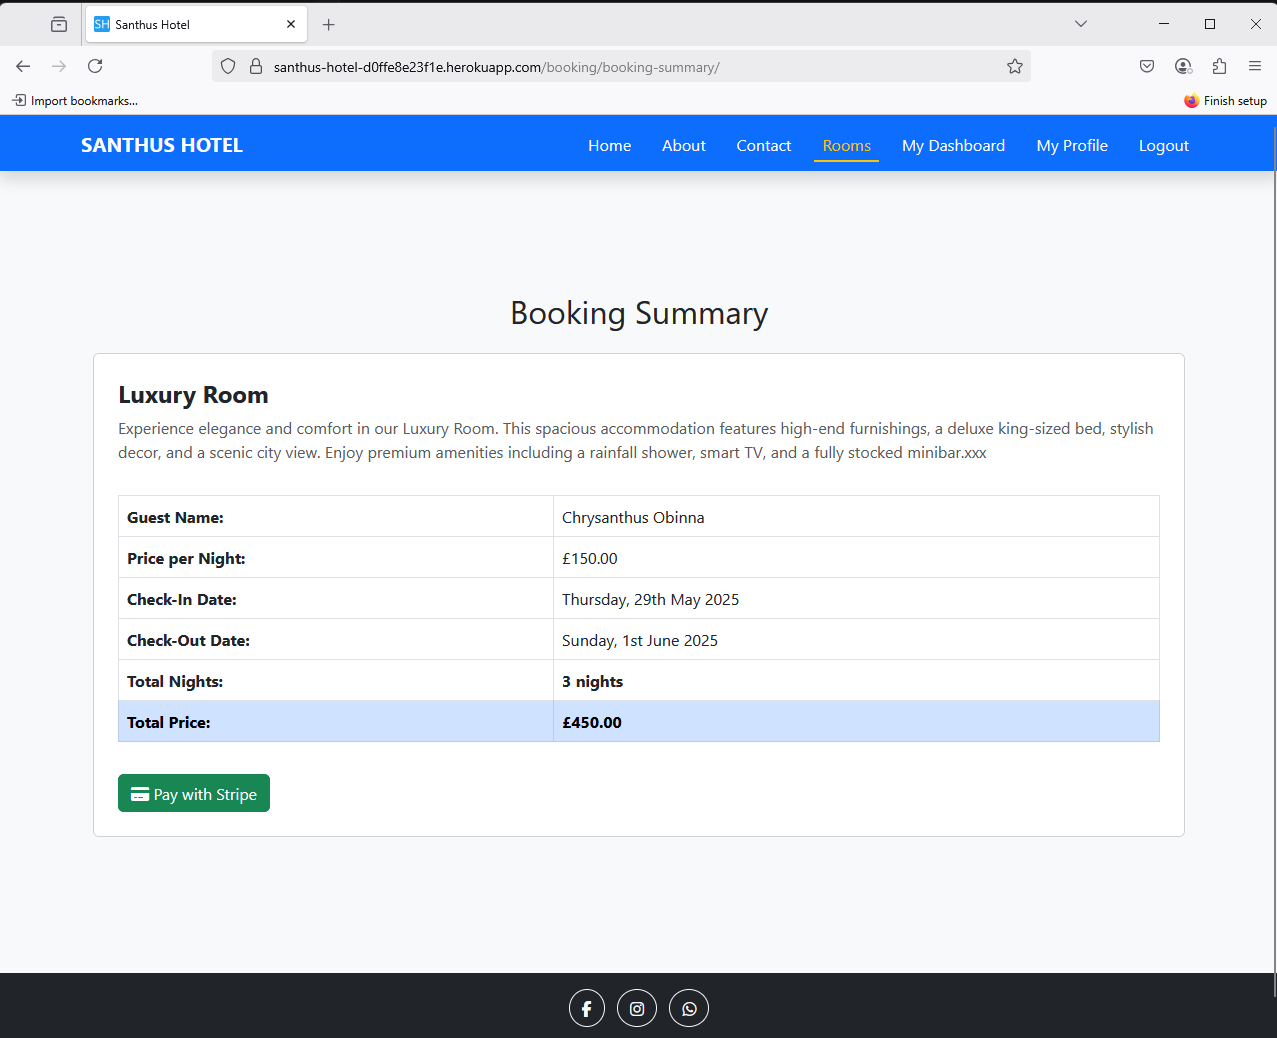 SH Santhus Hotel
santhus-hotel-d0ffe8e23f1e.herokuapp.com/booking/booking-summary/
Import bookmarks...
Finish setup
SANTHUS HOTEL
Home
About
Contact
Rooms
My Dashboard
My Profile
Logout
Booking Summary
Luxury Room
Experience elegance and comfort in our Luxury Room. This spacious accommodation features high-end furnishings, a deluxe king-sized bed, stylish
decor, and a scenic city view. Enjoy premium amenities including a rainfall shower, smart TV, and a fully stocked minibar.xxx
Guest Name: Chrysanthus Obinna
Price per Night: £150.00
Check-In Date: Thursday, 29th May 2025
Check-Out Date: Sunday, 1st June 2025
Total Nights: 3 nights
Total Price: £450.00
Pay with Stripe